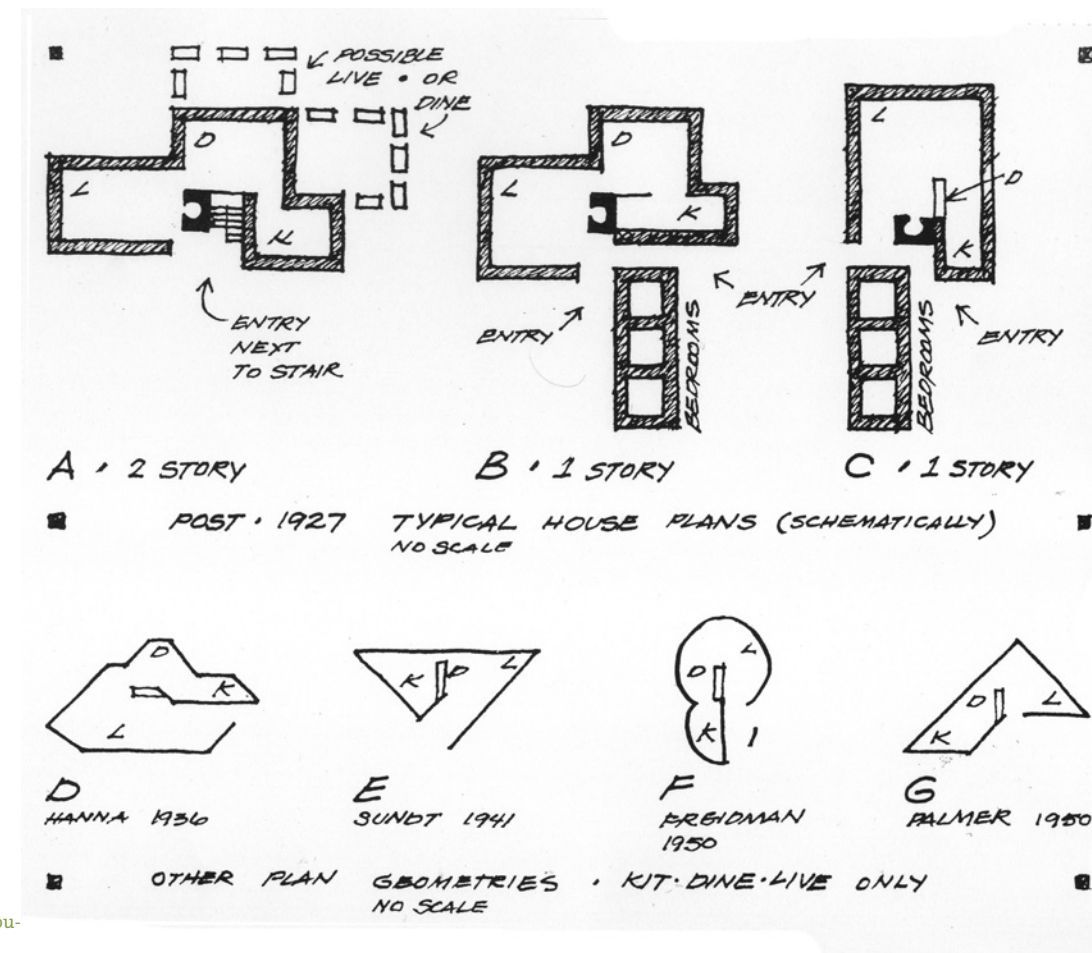 POSSIBLE
LIVE • OR
DINE
D
L
K
ENTRY
NEXT
TO STAIR
A • 2 STORY
D
L
K
ENTRY
ENTRY
BEDROOMS
B • 1 STORY
L
D
K
ENTRY
BEDROOMS
C • 1 STORY
POST • 1927 TYPICAL HOUSE PLANS (SCHEMATICALLY)
NO SCALE
D
K
L
D
HANNA 1936
K D L
E
SUNDT 1941
L
D
K
F
FREIDMAN
1950
D L
K
G
PALMER 1950
OTHER PLAN GEOMETRIES • KIT • DINE • LIVE ONLY
NO SCALE
ou-